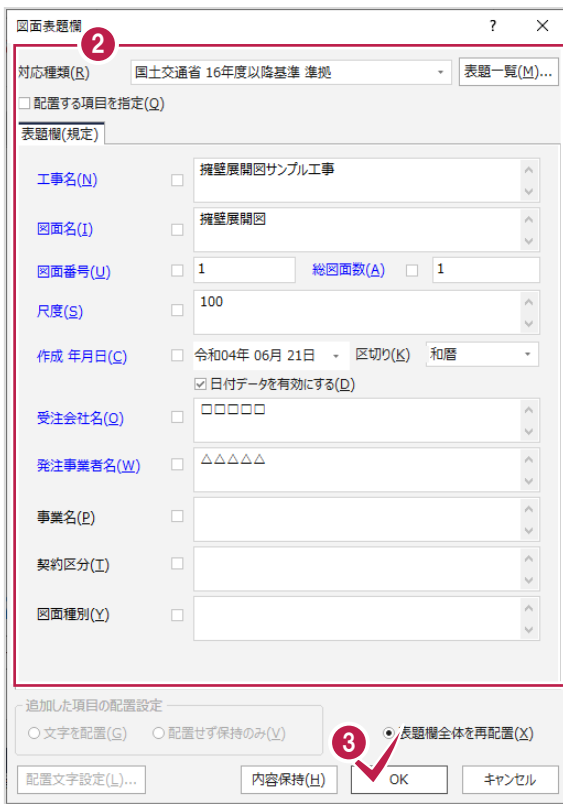 図面表題欄 ? ×
2
対応種類(R) 国土交通省 16年度以降基準 準拠 表題一覧(M)...
配置する項目を指定(Q)
表題欄(規定)
工事名(N) 擁壁展開図サンプル工事
図面名(I) 擁壁展開図
図面番号(U) 1 総図面数(A) 1
尺度(S) 100
作成 年月日(C) 令和04年 06月 21日 区切り(K) 和暦
日付データを有効にする(D)
受注会社名(O) □□□□□
発注事業者名(W) △△△△△
事業名(P)
契約区分(T)
図面種別(Y)
追加した項目の配置設定
文字を配置(G) 配置せず保持のみ(V) 3 表題欄全体を再配置(X)
配置文字設定(L)... 内容保持(H) OK キャンセル